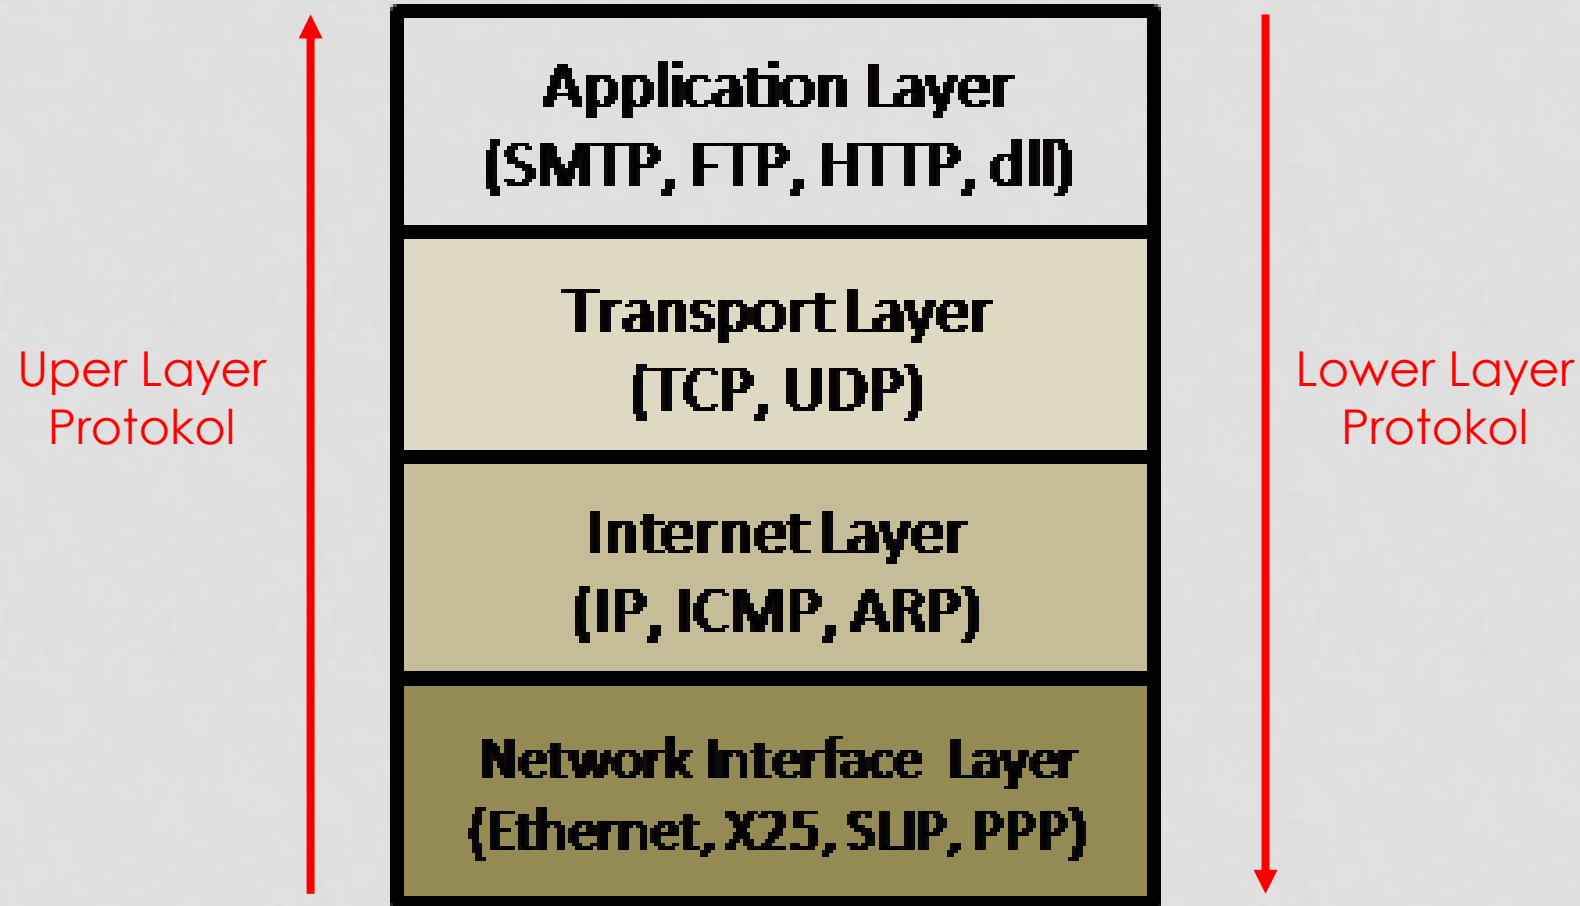 Application Layer
(SMTP, FTP, HTTP, dll)
Transport Layer
(TCP, UDP)
Uper Layer
Protokol
Lower Layer
Protokol
Internet Layer
(IP, ICMP, ARP)
Network Interface Layer
(Ethernet, X25, SLIP, PPP)